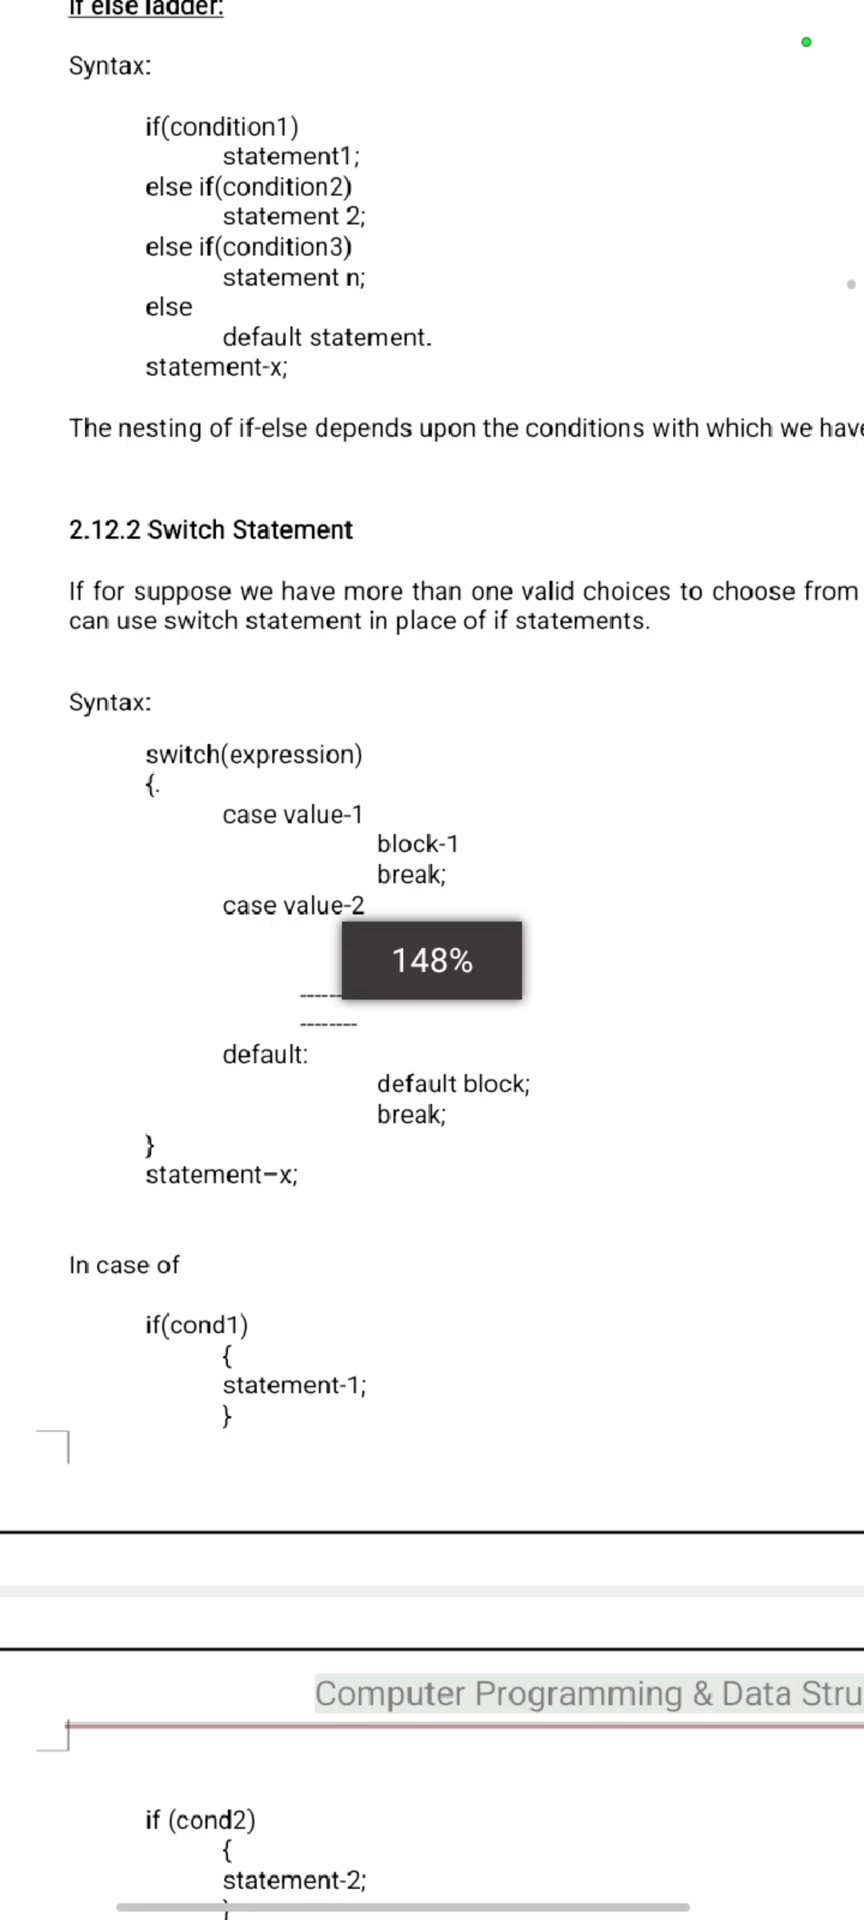 If else ladder:
Syntax:
if(condition1)
statement1;
else if(condition2)
statement 2;
else if(condition3)
statement n;
else
default statement.
statement-x;
The nesting of if-else depends upon the conditions with which we have
2.12.2 Switch Statement
If for suppose we have more than one valid choices to choose from
can use switch statement in place of if statements.
Syntax:
switch(expression)
{.
case value-1
block-1
break;
case value-2
148%
------
--------
default:
default block;
break;
}
statement–x;
In case of
if(cond1)
{
statement-1;
}
Computer Programming & Data Stru
if (cond2)
{
statement-2;
}